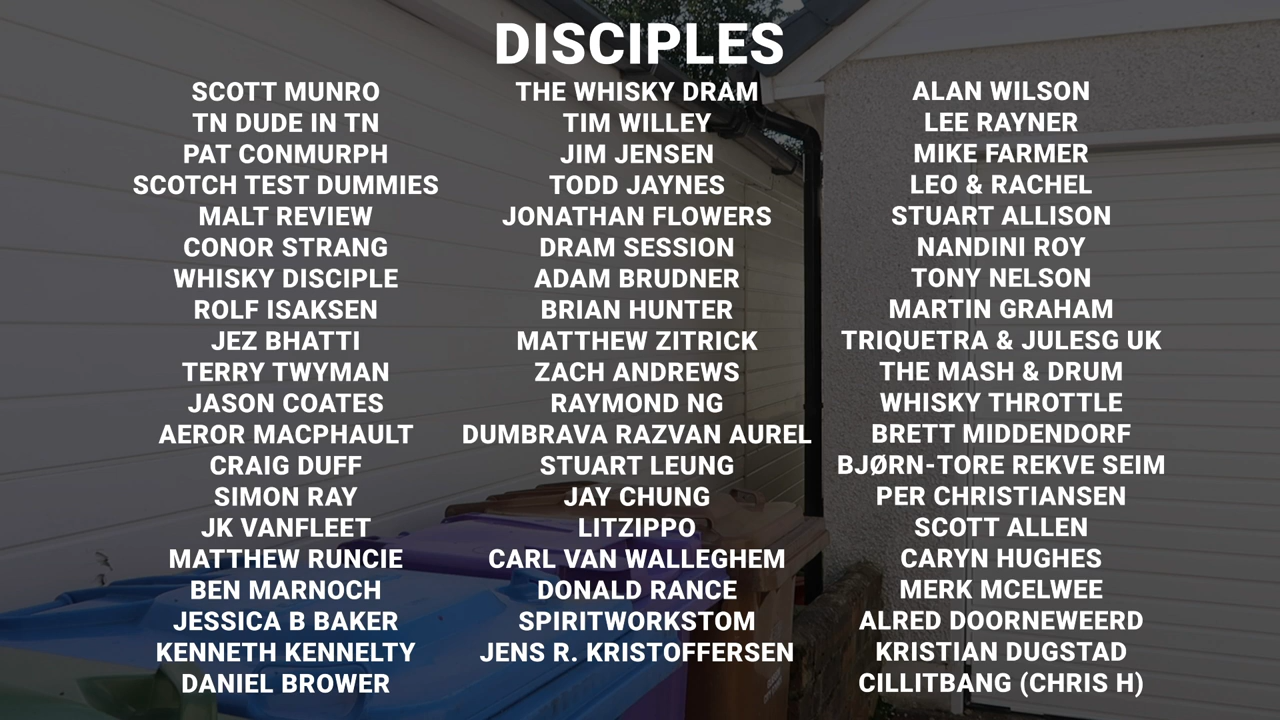 DISCIPLES
SCOTT MUNRO
TN DUDE IN TN
PAT CONMURPH
SCOTCH TEST DUMMIES
MALT REVIEW
CONOR STRANG
WHISKY DISCIPLE
ROLF ISAKSEN
JEZ BHATTI
TERRY TWYMAN
JASON COATES
AEROR MACPHAULT
CRAIG DUFF
SIMON RAY
JK VANFLEET
MATTHEW RUNCIE
BEN MARNOCH
JESSICA B BAKER
KENNETH KENNELTY
DANIEL BROWER
THE WHISKY DRAM
TIM WILLEY
JIM JENSEN
TODD JAYNES
JONATHAN FLOWERS
DRAM SESSION
ADAM BRUDNER
BRIAN HUNTER
MATTHEW ZITRICK
ZACH ANDREWS
RAYMOND NG
DUMBRAVA RAZVAN AUREL
STUART LEUNG
JAY CHUNG
LITZIPPO
CARL VAN WALLEGHEM
DONALD RANCE
SPIRITWORKSTOM
JENS R. KRISTOFFERSEN
ALAN WILSON
LEE RAYNER
MIKE FARMER
LEO & RACHEL
STUART ALLISON
NANDINI ROY
TONY NELSON
MARTIN GRAHAM
TRIQUETRA & JULESG UK
THE MASH & DRUM
WHISKY THROTTLE
BRETT MIDDENDORF
BJØRN-TORE REKVE SEIM
PER CHRISTIANSEN
SCOTT ALLEN
CARYN HUGHES
MERK MCELWEE
ALRED DOORNEWEERD
KRISTIAN DUGSTAD
CILLITBANG (CHRIS H)